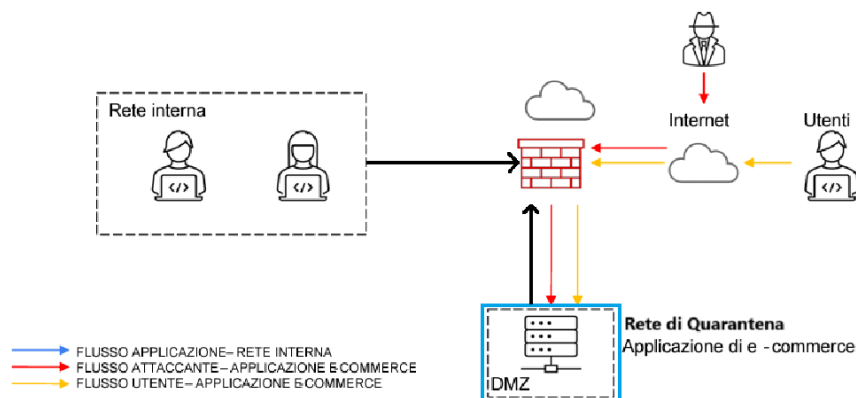 Rete interna
Internet
Utenti
Rete di Quarantena
Applicazione di e -commerce
DMZ
FLUSSO APPLICAZIONE– RETE INTERNA
FLUSSO ATTACCANTE – APPLICAZIONE E-COMMERCE
FLUSSO UTENTE – APPLICAZIONE E-COMMERCE